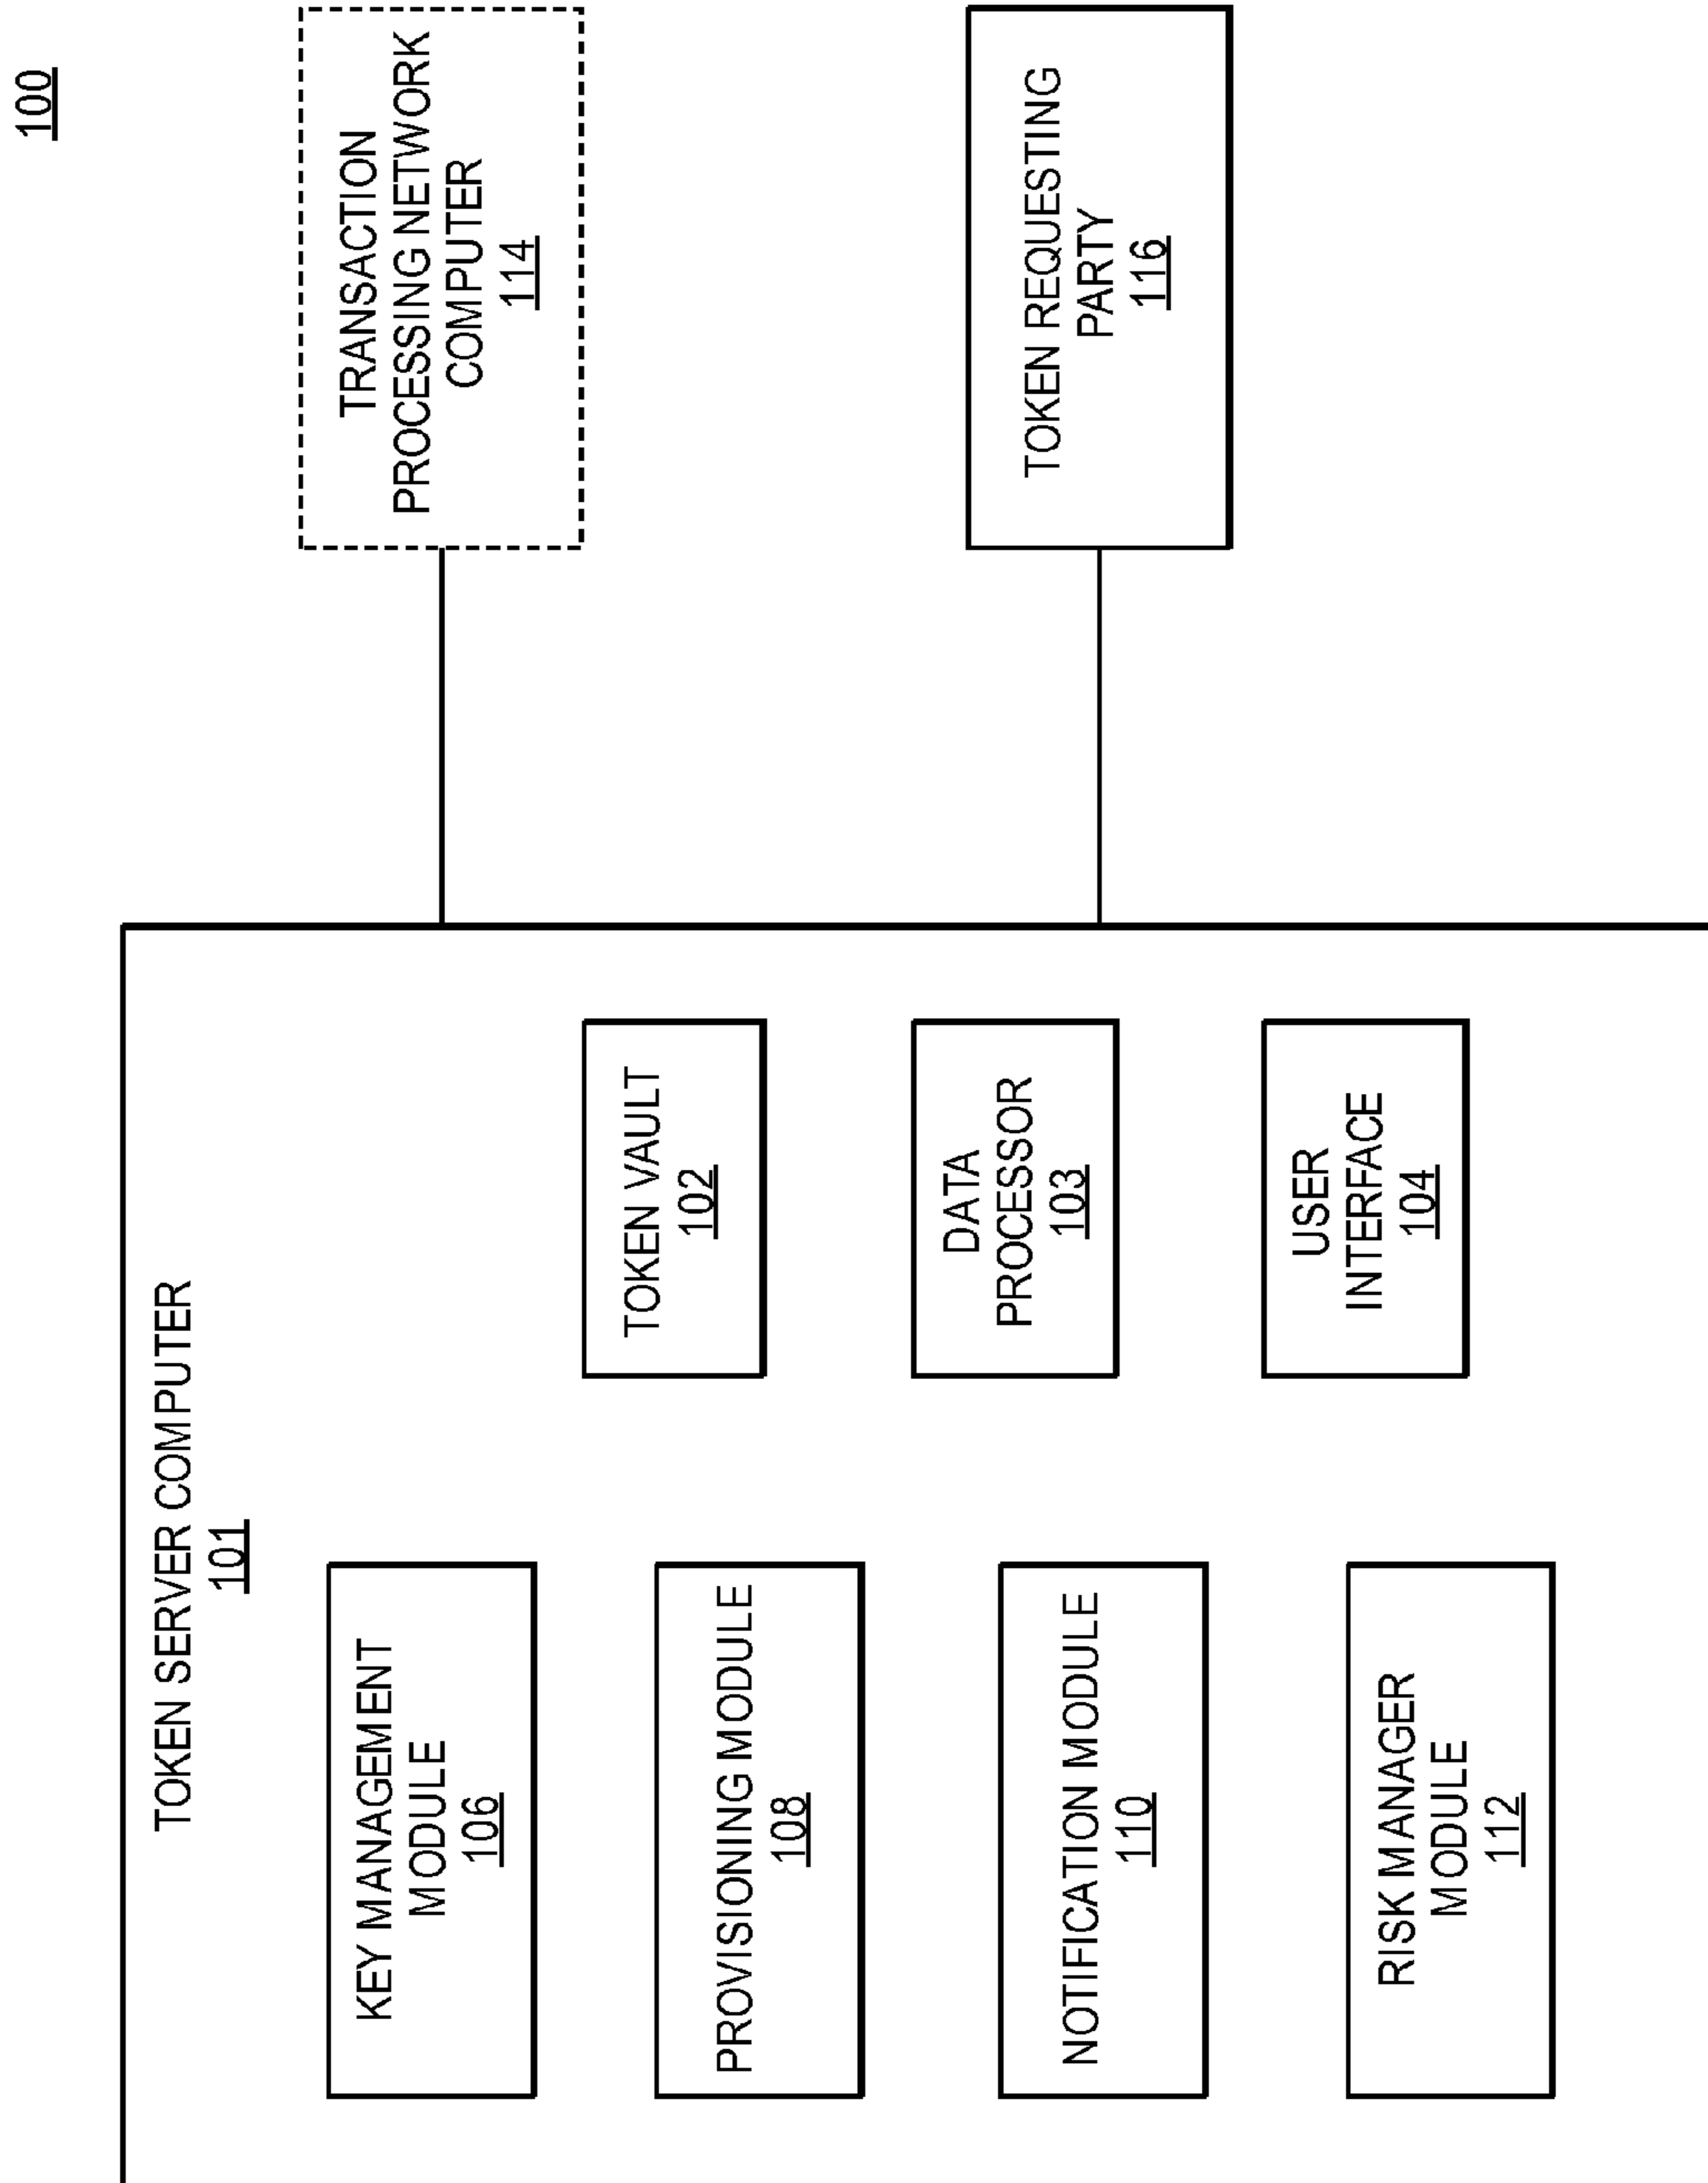 100
TOKEN SERVER COMPUTER
101
KEY MANAGEMENT
MODULE
106
PROVISIONING MODULE
108
NOTIFICATION MODULE
110
RISK MANAGER
MODULE
112
TOKEN VAULT
102
DATA
PROCESSOR
103
USER
INTERFACE
104
TRANSACTION
PROCESSING NETWORK
COMPUTER
114
TOKEN REQUESTING
PARTY
116